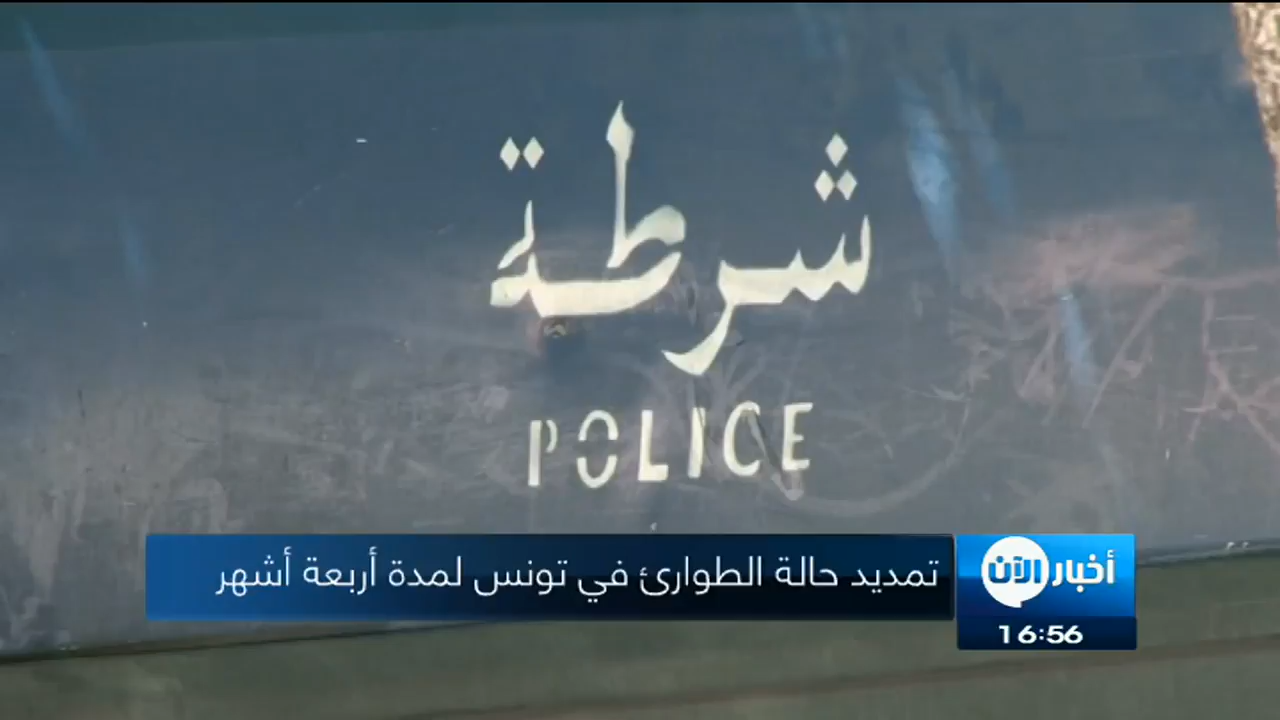 شرطة
POLICE
تمديد حالة الطوارئ في تونس لمدة أربعة أشهر
أخبار الآن
16:56